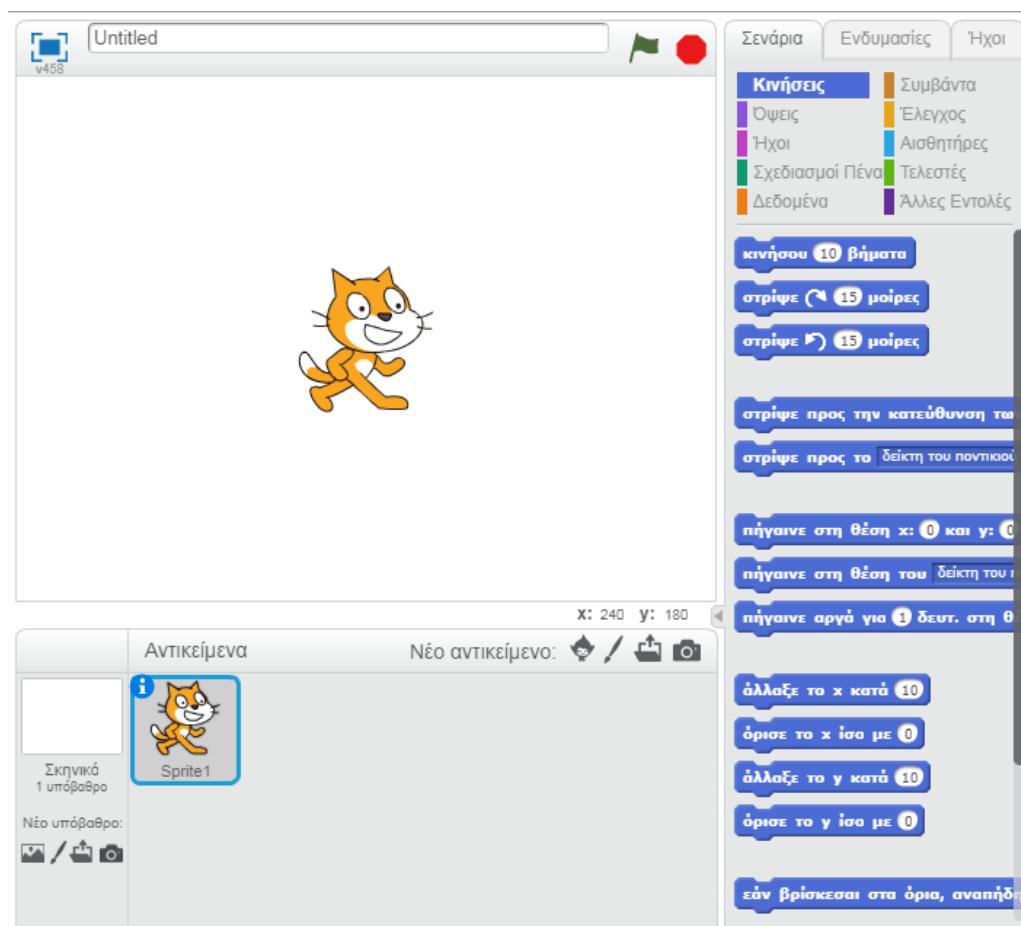 Untitled
v458
x: 240 y: 180
Αντικείμενα
Νέο αντικείμενο:
Σκηνικό
1 υπόβαθρο
Νέο υπόβαθρο:
Sprite1
Σενάρια Ενδυμασίες Ήχοι
Κινήσεις Συμβάντα
Όψεις Έλεγχος
Ήχοι Αισθητήρες
Σχεδιασμοί Πένα Τελεστές
Δεδομένα Άλλες Εντολές
κινήσου 10 βήματα
στρίψε 15 μοίρες
στρίψε 15 μοίρες
στρίψε προς την κατεύθυνση τω
στρίψε προς το δείκτη του ποντικιού
πήγαινε στη θέση x: 0 και y: 0
πήγαινε στη θέση του δείκτη του
πήγαινε αργά για 1 δευτ. στη θ
άλλαξε το x κατά 10
όρισε το x ίσο με 0
άλλαξε το y κατά 10
όρισε το y ίσο με 0
εάν βρίσκεσαι στα όρια, αναπήδ